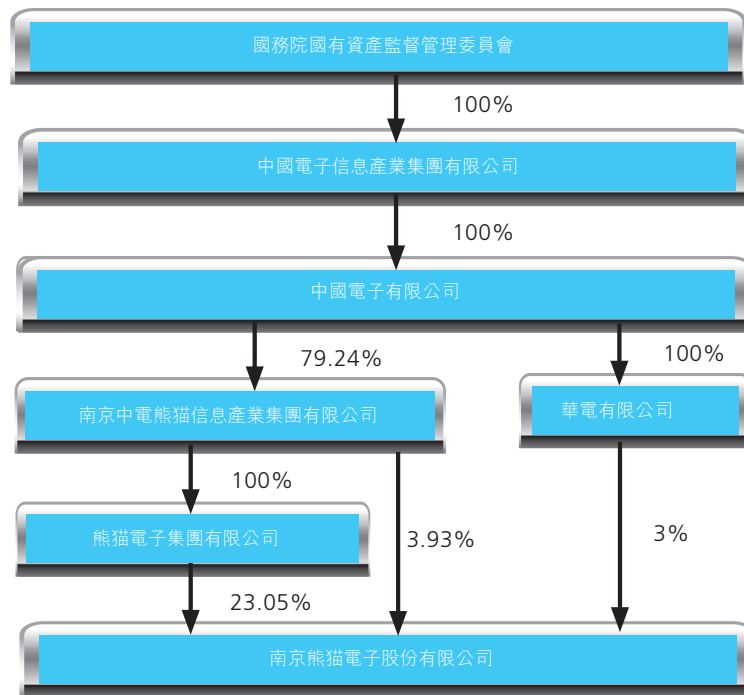 國務院國有資產監督管理委員會
100%
中國電子信息產業集團有限公司
100%
中國電子有限公司
79.24%
100%
南京中電熊猫信息產業集團有限公司
華電有限公司
100%
熊猫電子集團有限公司
3.93%
3%
23.05%
南京熊猫電子股份有限公司